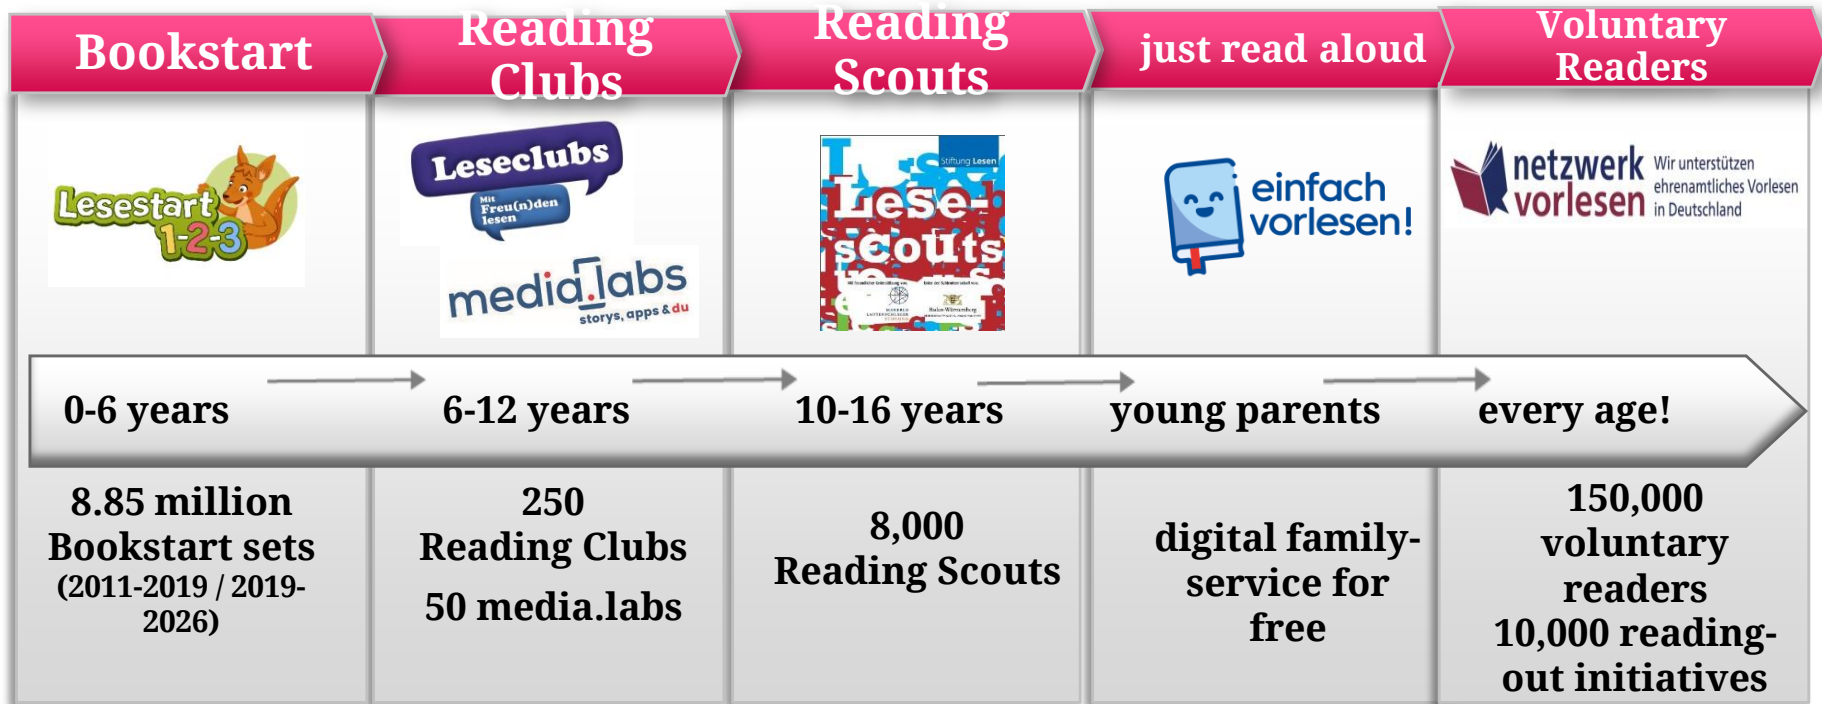 Bookstart
Reading
Clubs
Reading
Scouts
just read aloud
Voluntary
Readers
Lesestart
1-2-3
Leseclubs
Mit
Freu(n)den
lesen
media.labs
storys, apps & du
Stiftung Lesen
Lese-
scouts
Baden-Württemberg
einfach
vorlesen!
netzwerk
vorlesen
Wir unterstützen
ehrenamtliches Vorlesen
in Deutschland
0-6 years
6-12 years
10-16 years
young parents
every age!
8.85 million
Bookstart sets
(2011-2019 / 2019-
2026)
250
Reading Clubs
50 media.labs
8,000
Reading Scouts
digital family-
service for
free
150,000
voluntary
readers
10,000 reading-
out initiatives